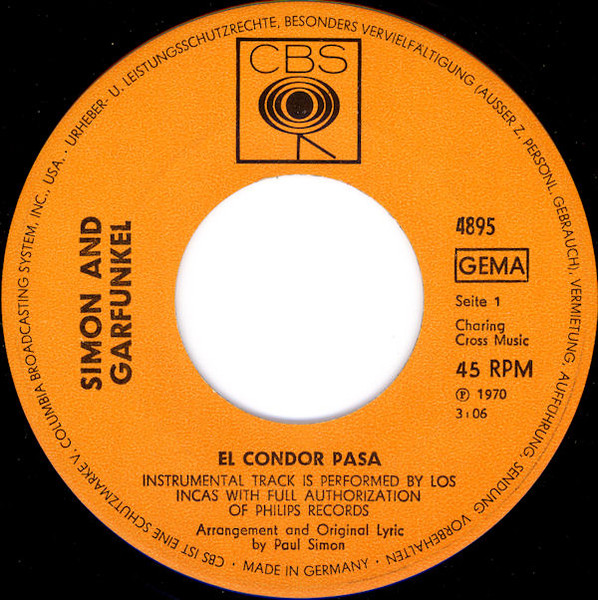 CBS
URHEBER- U. LEISTUNGSSCHUTZRECHTE, BESONDERS VERVIELFÄLTIGUNG (AUSSER Z. PERSÖNL. GEBRAUCH), VERMIETUNG, AUFFÜHRUNG, SENDUNG VORBEHALTEN
CBS IST EINE SCHUTZMARKE V. COLUMBIA BROADCASTING SYSTEM, INC., USA. ·
SIMON AND
GARFUNKEL
4895
GEMA
Seite 1
Charing
Cross Music
45 RPM
℗ 1970
3:06
EL CONDOR PASA
INSTRUMENTAL TRACK IS PERFORMED BY LOS
INCAS WITH FULL AUTHORIZATION
OF PHILIPS RECORDS
Arrangement and Original Lyric
by Paul Simon
· MADE IN GERMANY ·